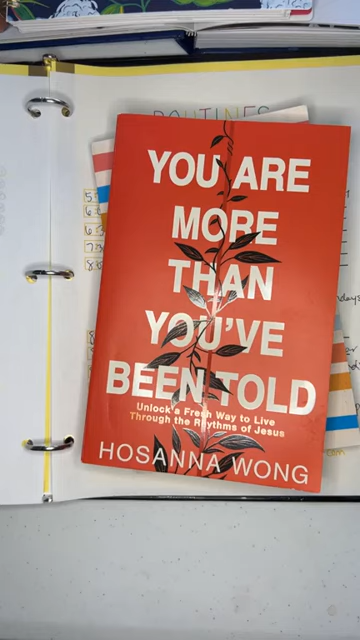 ROUTINES
YOU ARE
MORE
THAN
YOU'VE
BEEN TOLD
Unlock a Fresh Way to Live
Through the Rhythms of Jesus
HOSANNA WONG